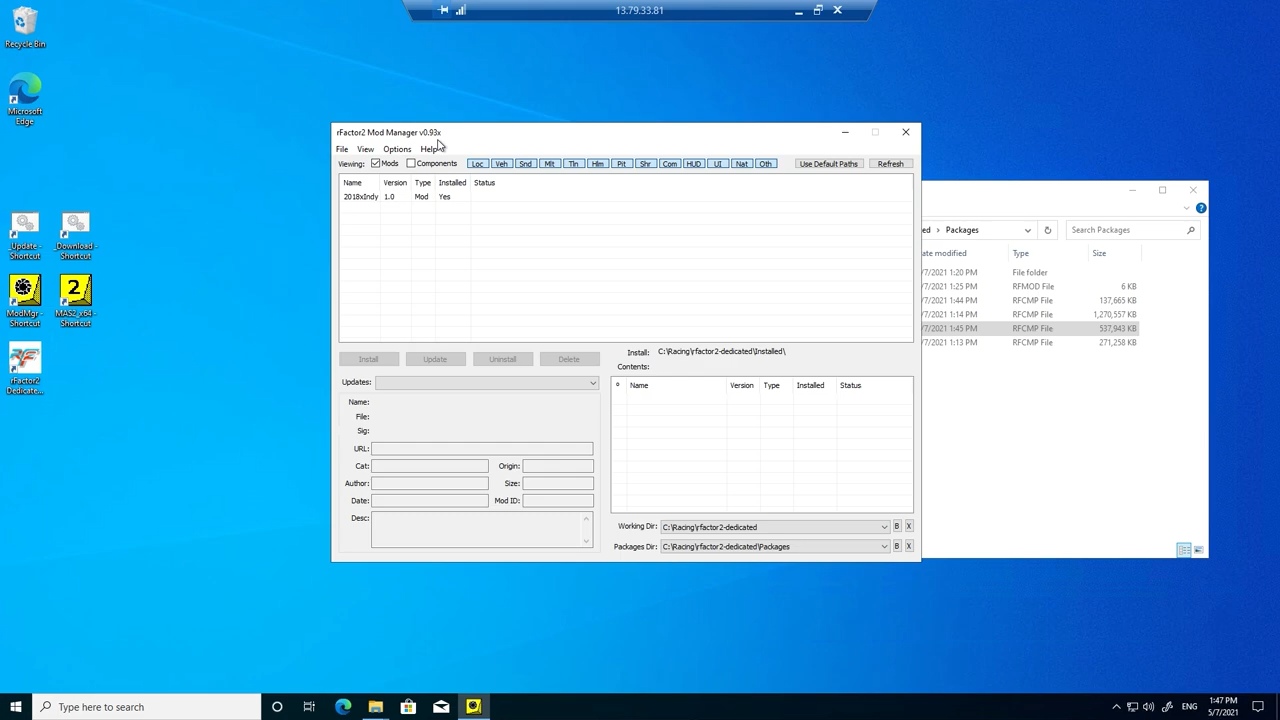 13.79.33.81
Recycle Bin
Microsoft
Edge
_Update -
Shortcut
_Download -
Shortcut
ModMgr -
Shortcut
MAS2_x64 -
Shortcut
rFactor2
Dedicate...
rFactor2 Mod Manager v0.93x
File View Options Help
Viewing: Mods Components Loc Veh Snd Mlt Tln Hlm Pit Shr Com HUD UI Nat Oth Use Default Paths Refresh
Name Version Type Installed Status
2018xIndy 1.0 Mod Yes
Install Update Uninstall Delete
Install: C:\Racing\rfactor2-dedicated\Installed\
Contents:
Updates:
Name Version Type Installed Status
Name:
File:
Sig:
URL:
Cat: Origin:
Author: Size:
Date: Mod ID:
Desc:
Working Dir: C:\Racing\rfactor2-dedicated B X
Packages Dir: C:\Racing\rfactor2-dedicated\Packages B X
ed > Packages Search Packages
ate modified Type Size
/7/2021 1:20 PM File folder
/7/2021 1:25 PM RFMOD File 6 KB
/7/2021 1:44 PM RFCMP File 137,665 KB
/7/2021 1:14 PM RFCMP File 1,270,557 KB
/7/2021 1:45 PM RFCMP File 537,943 KB
/7/2021 1:13 PM RFCMP File 271,258 KB
Type here to search
ENG
1:47 PM
5/7/2021